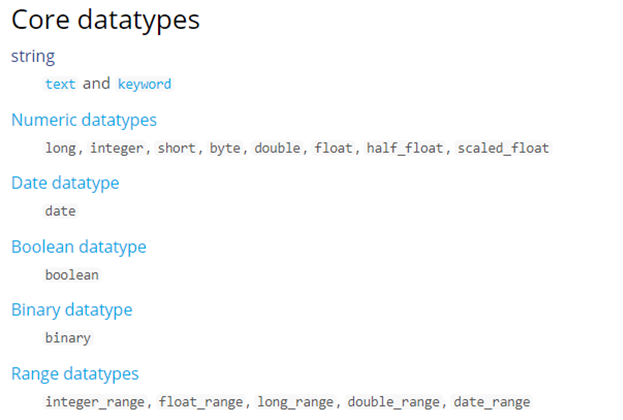 Core datatypes
string
text and keyword
Numeric datatypes
long, integer, short, byte, double, float, half_float, scaled_float
Date datatype
date
Boolean datatype
boolean
Binary datatype
binary
Range datatypes
integer_range, float_range, long_range, double_range, date_range